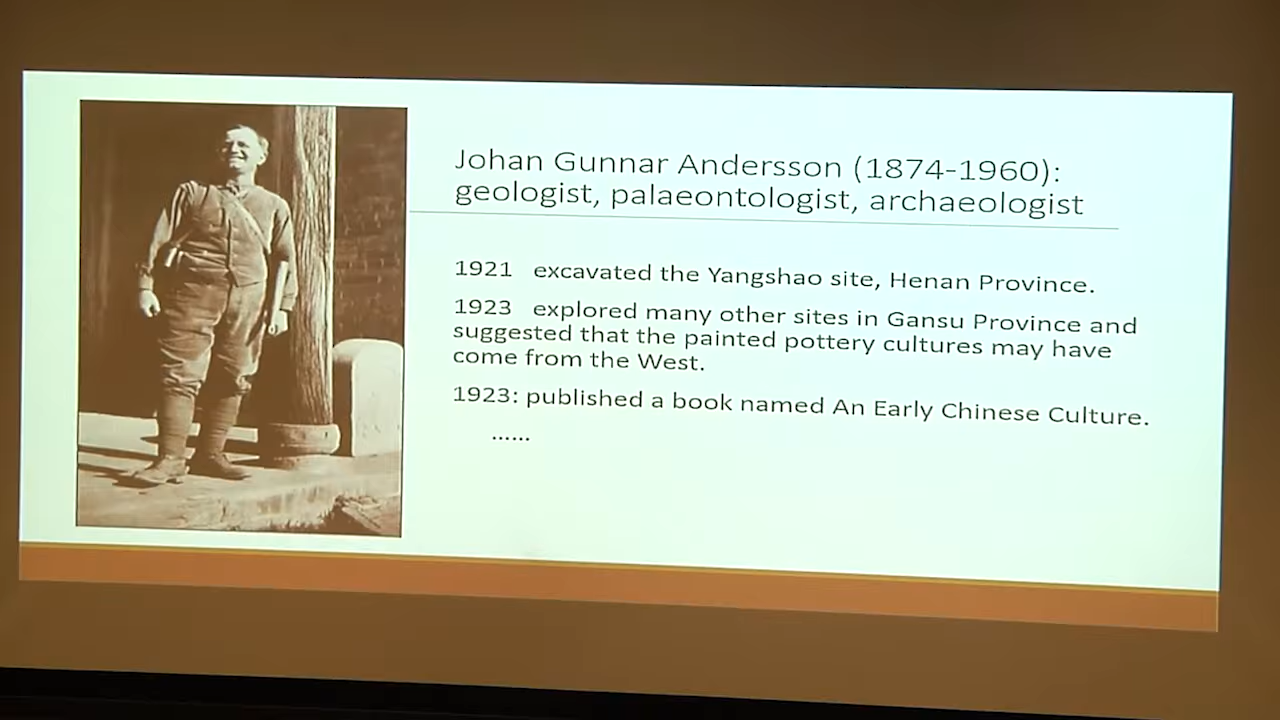 Johan Gunnar Andersson (1874-1960):
geologist, palaeontologist, archaeologist
1921 excavated the Yangshao site, Henan Province.
1923 explored many other sites in Gansu Province and
suggested that the painted pottery cultures may have
come from the West.
1923: published a book named An Early Chinese Culture.
......